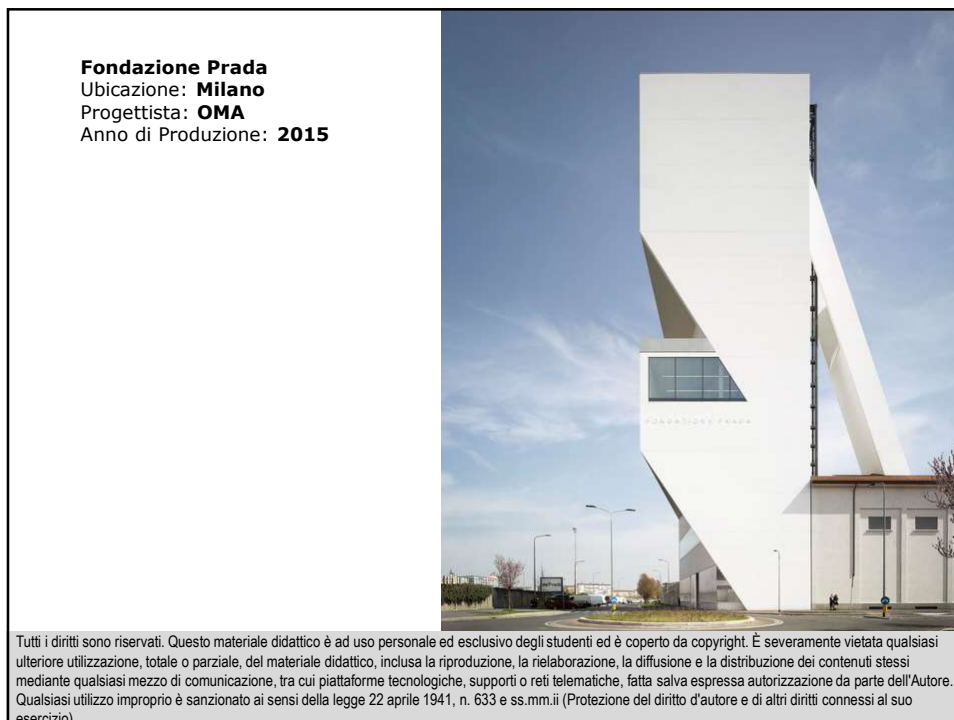 Fondazione Prada
Ubicazione: Milano
Progettista: OMA
Anno di Produzione: 2015
FONDAZIONE PRADA
Tutti i diritti sono riservati. Questo materiale didattico è ad uso personale ed esclusivo degli studenti ed è coperto da copyright. È severamente vietata qualsiasi
ulteriore utilizzazione, totale o parziale, del materiale didattico, inclusa la riproduzione, la rielaborazione, la diffusione e la distribuzione dei contenuti stessi
mediante qualsiasi mezzo di comunicazione, tra cui piattaforme tecnologiche, supporti o reti telematiche, fatta salva espressa autorizzazione da parte dell'Autore.
Qualsiasi utilizzo improprio è sanzionato ai sensi della legge 22 aprile 1941, n. 633 e ss.mm.ii (Protezione del diritto d'autore e di altri diritti connessi al suo
esercizio)